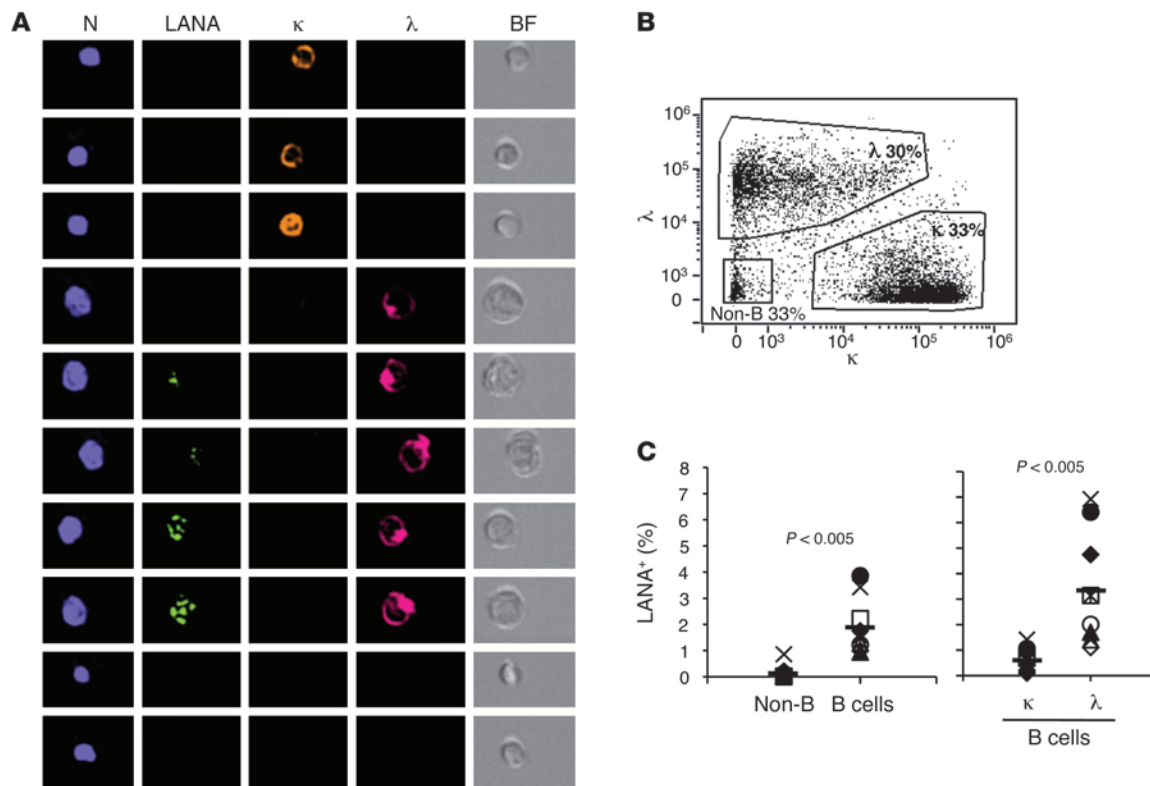 A
N LANA κ λ BF
B
10⁶
10⁵
10⁴
10³
0
λ
λ 30%
κ 33%
Non-B 33%
0 10³ 10⁴ 10⁵ 10⁶
κ
C
LANA⁺ (%)
8
7
6
5
4
3
2
1
0
P < 0.005
P < 0.005
Non-B B cells
κ λ
B cells